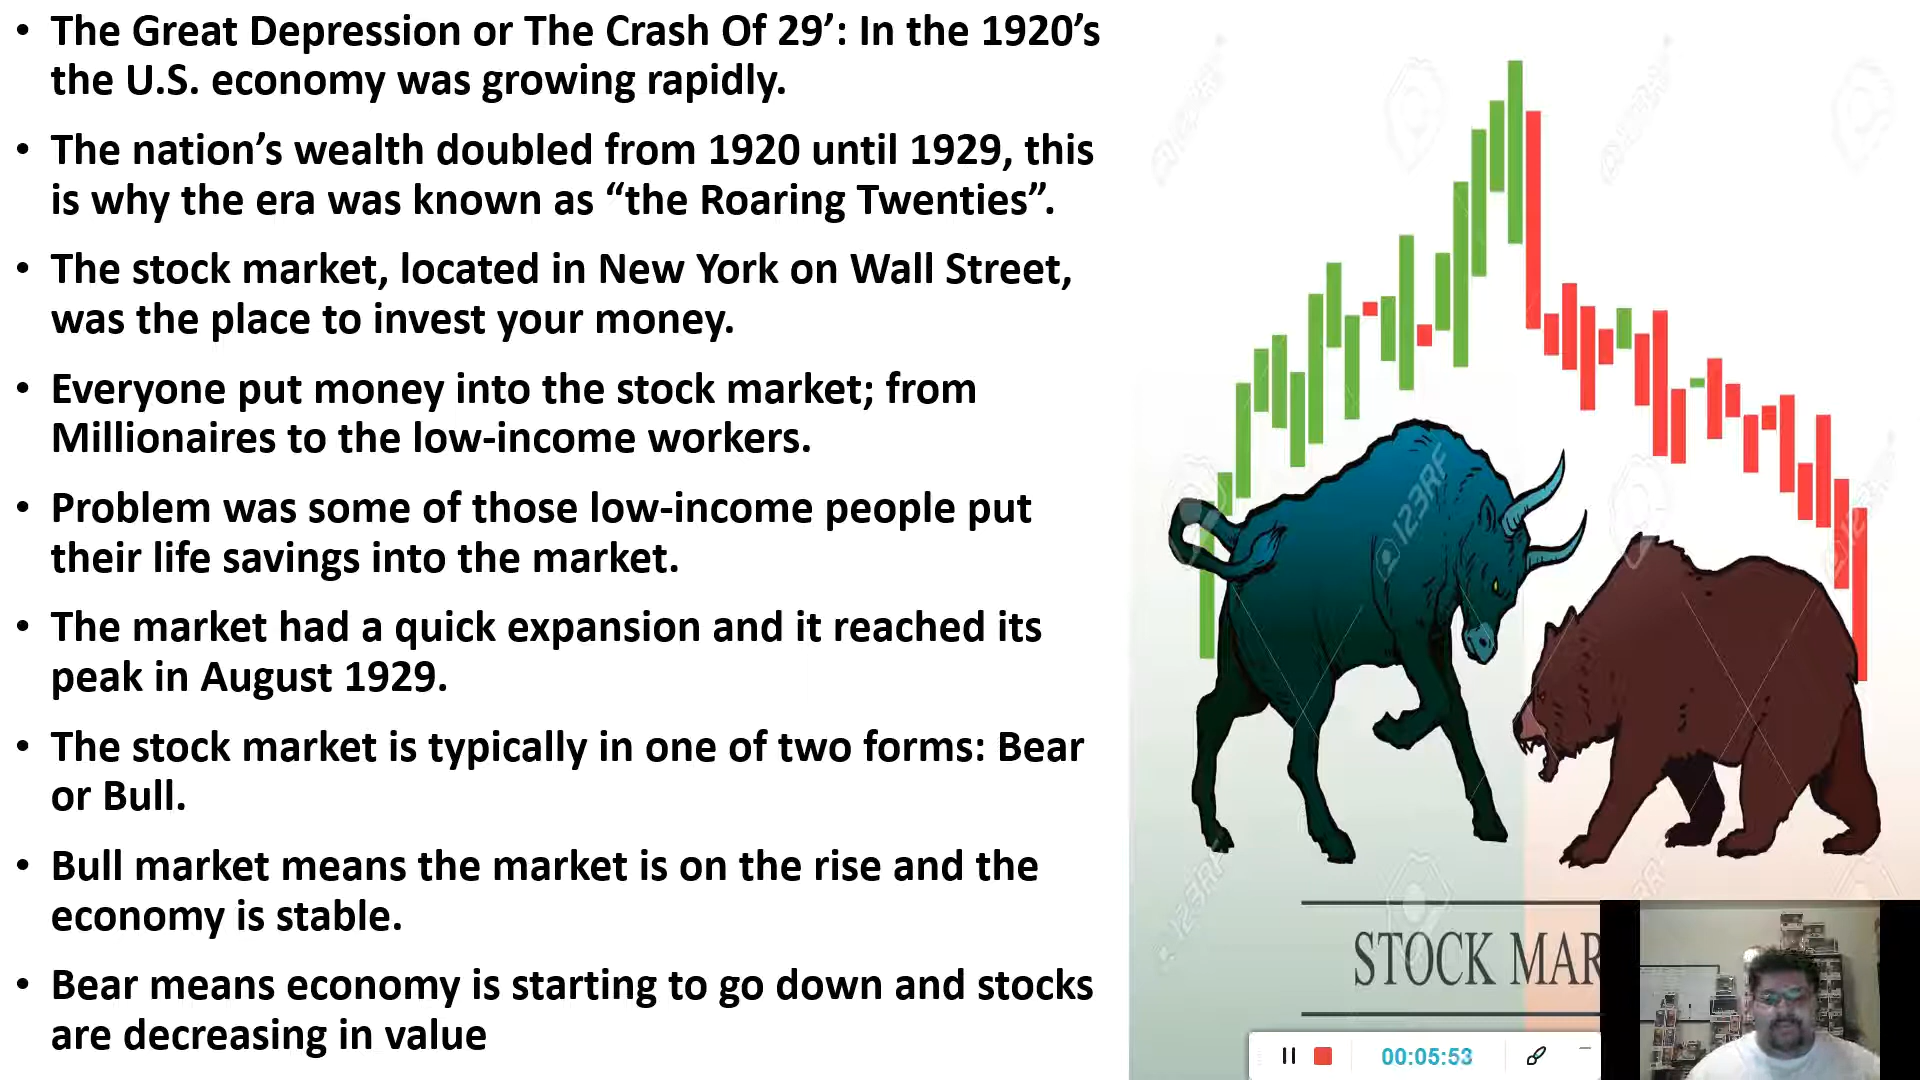 • The Great Depression or The Crash Of 29’: In the 1920’s
the U.S. economy was growing rapidly.
• The nation’s wealth doubled from 1920 until 1929, this
is why the era was known as “the Roaring Twenties”.
• The stock market, located in New York on Wall Street,
was the place to invest your money.
• Everyone put money into the stock market; from
Millionaires to the low-income workers.
• Problem was some of those low-income people put
their life savings into the market.
• The market had a quick expansion and it reached its
peak in August 1929.
• The stock market is typically in one of two forms: Bear
or Bull.
• Bull market means the market is on the rise and the
economy is stable.
• Bear means economy is starting to go down and stocks
are decreasing in value
123RF
123RF
123RF
123RF
STOCK MAR
00:05:53